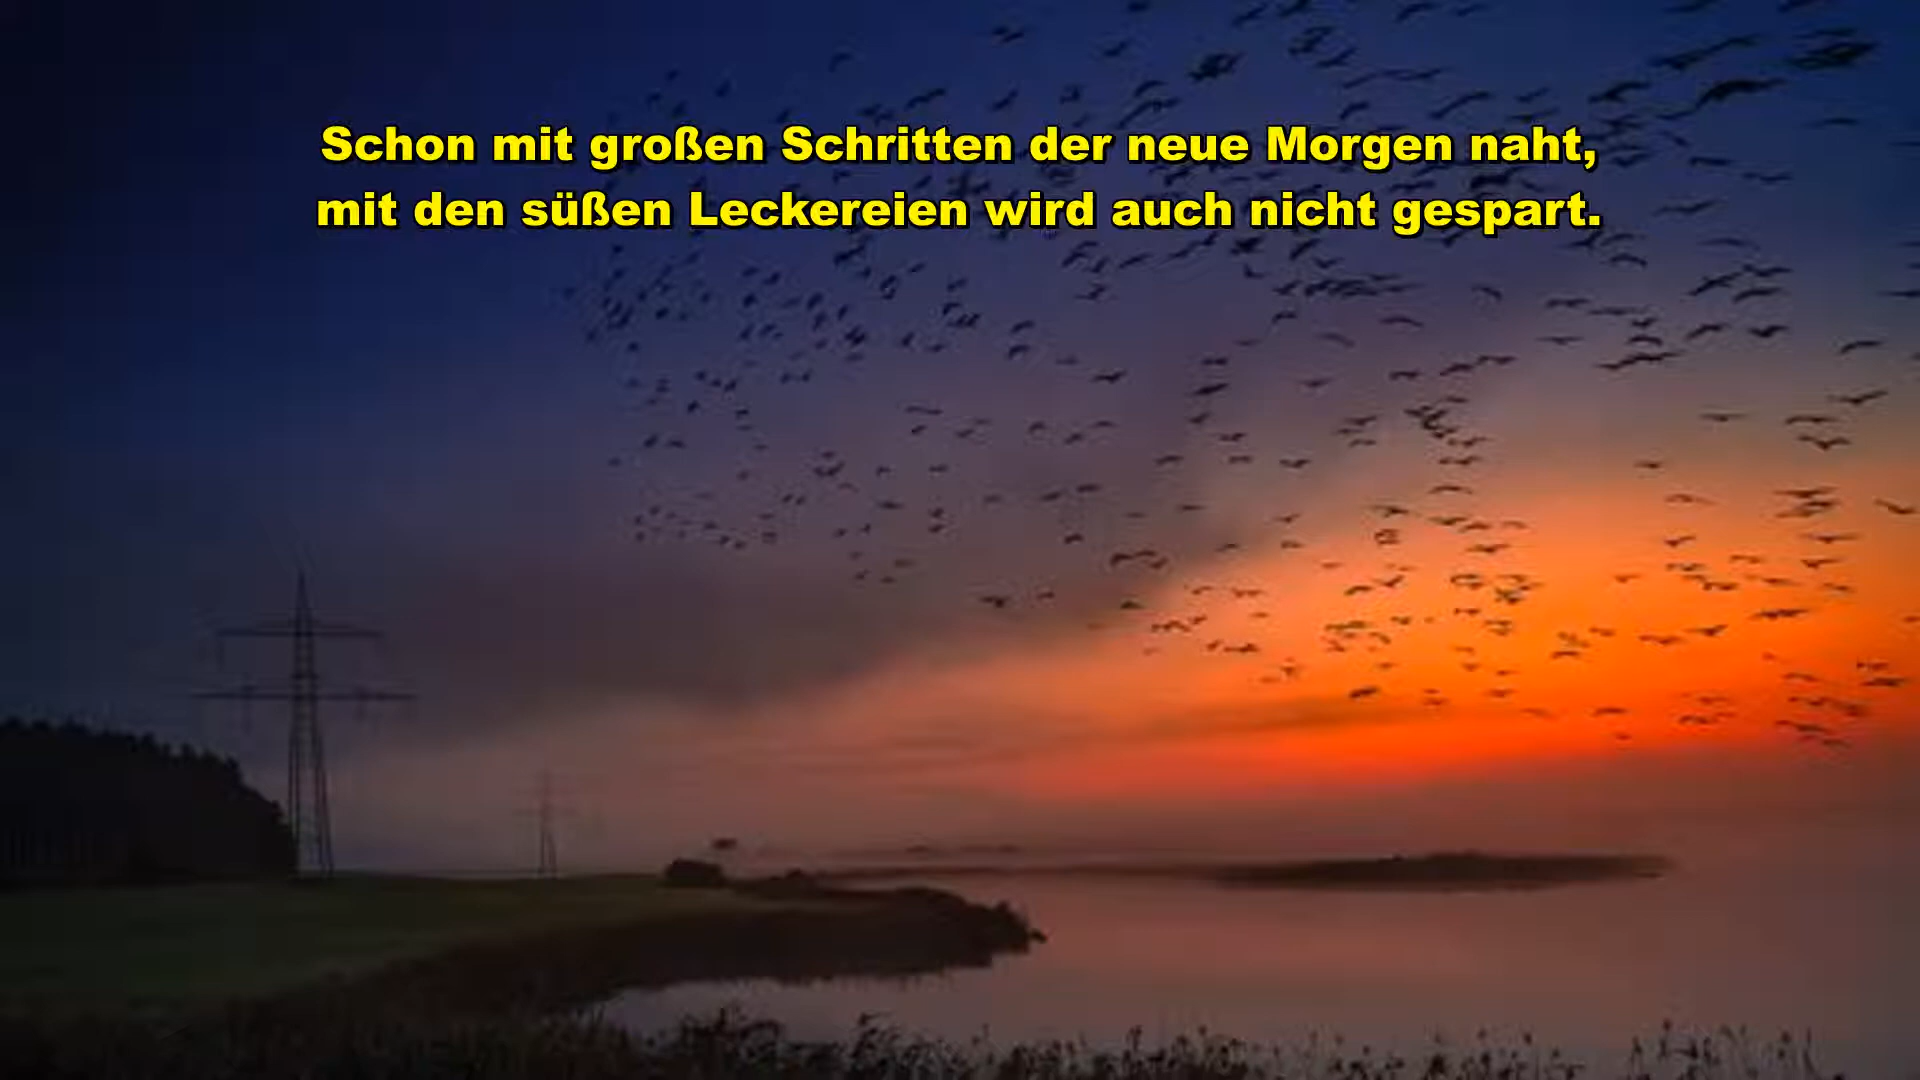 Schon mit großen Schritten der neue Morgen naht,
mit den süßen Leckereien wird auch nicht gespart.